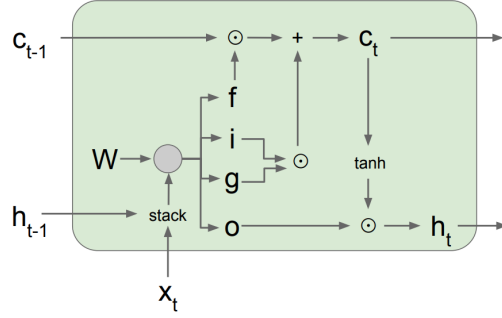 c_{t-1} ⊙ + c_t
f
i
W ⊙ tanh
g
h_{t-1} stack o ⊙ h_t
x_t